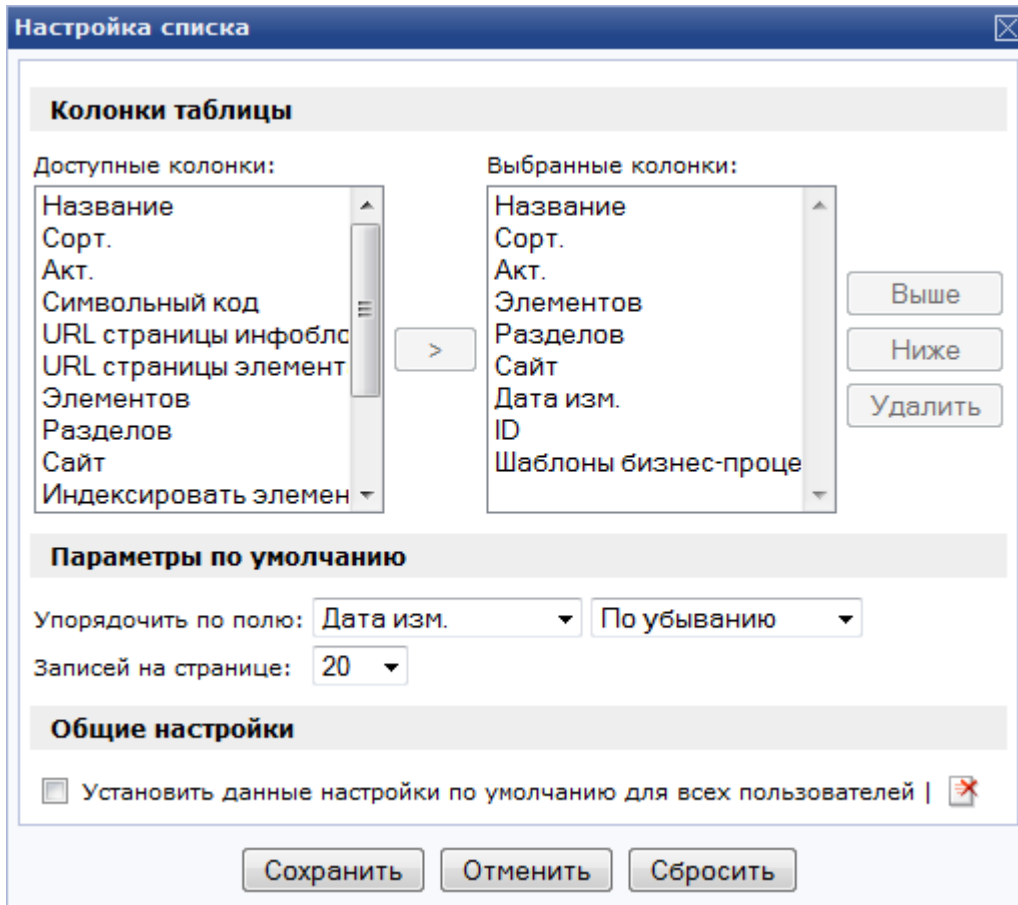 Настройка списка
Колонки таблицы
Доступные колонки:
Название
Сорт.
Акт.
Символьный код
URL страницы инфобло
URL страницы элемент
Элементов
Разделов
Сайт
Индексировать элемен
>
Выбранные колонки:
Название
Сорт.
Акт.
Элементов
Разделов
Сайт
Дата изм.
ID
Шаблоны бизнес-проце
Выше
Ниже
Удалить
Параметры по умолчанию
Упорядочить по полю: Дата изм. По убыванию
Записей на странице: 20
Общие настройки
Установить данные настройки по умолчанию для всех пользователей |
Сохранить Отменить Сбросить